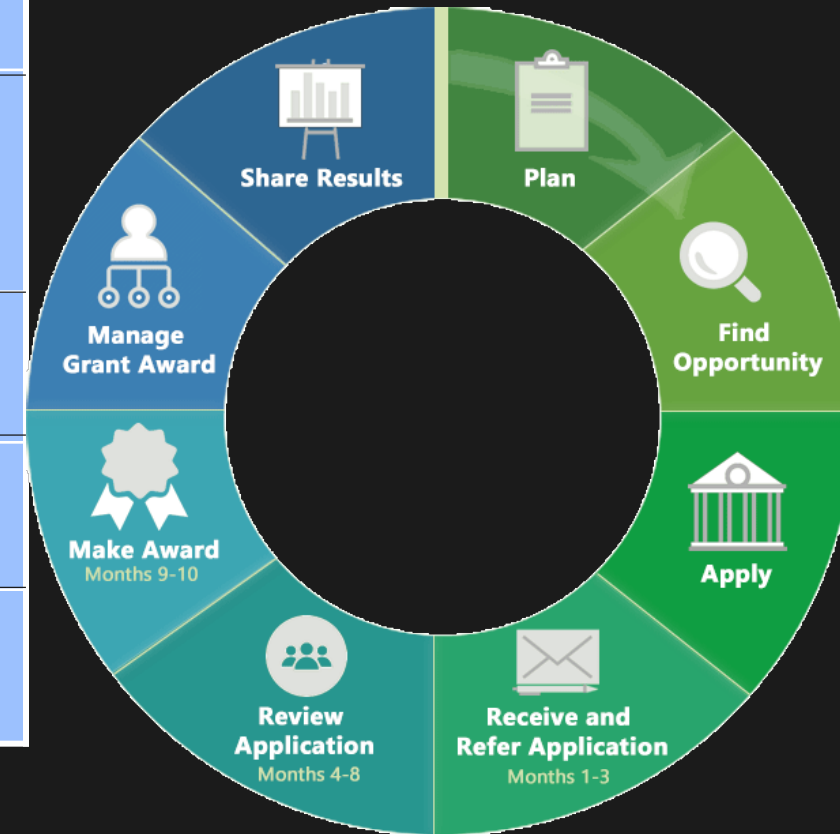 Share Results
Plan
Find
Opportunity
Apply
Receive and
Refer Application
Months 1-3
Review
Application
Months 4-8
Make Award
Months 9-10
Manage
Grant Award